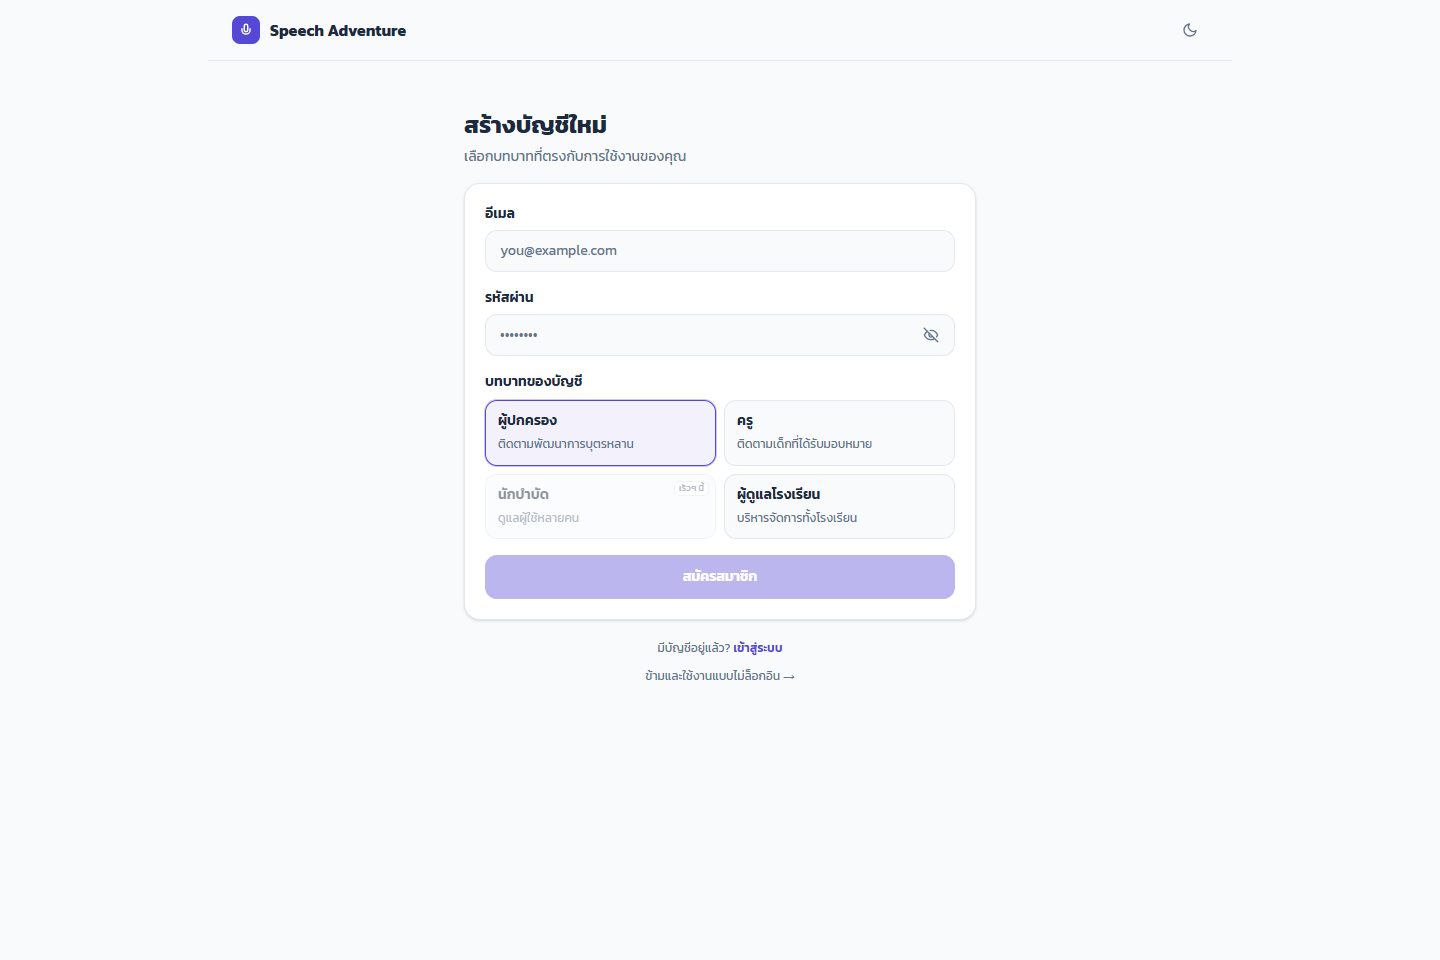 Speech Adventure
สร้างบัญชีใหม่
เลือกบทบาทที่ตรงกับการใช้งานของคุณ
อีเมล
you@example.com
รหัสผ่าน
••••••••
บทบาทของบัญชี
ผู้ปกครอง
ติดตามพัฒนาการบุตรหลาน
ครู
ติดตามเด็กที่ได้รับมอบหมาย
นักบำบัด
เร็วๆ นี้
ดูแลผู้ใช้หลายคน
ผู้ดูแลโรงเรียน
บริหารจัดการทั้งโรงเรียน
สมัครสมาชิก
มีบัญชีอยู่แล้ว? เข้าสู่ระบบ
ข้ามและใช้งานแบบไม่ล็อกอิน →